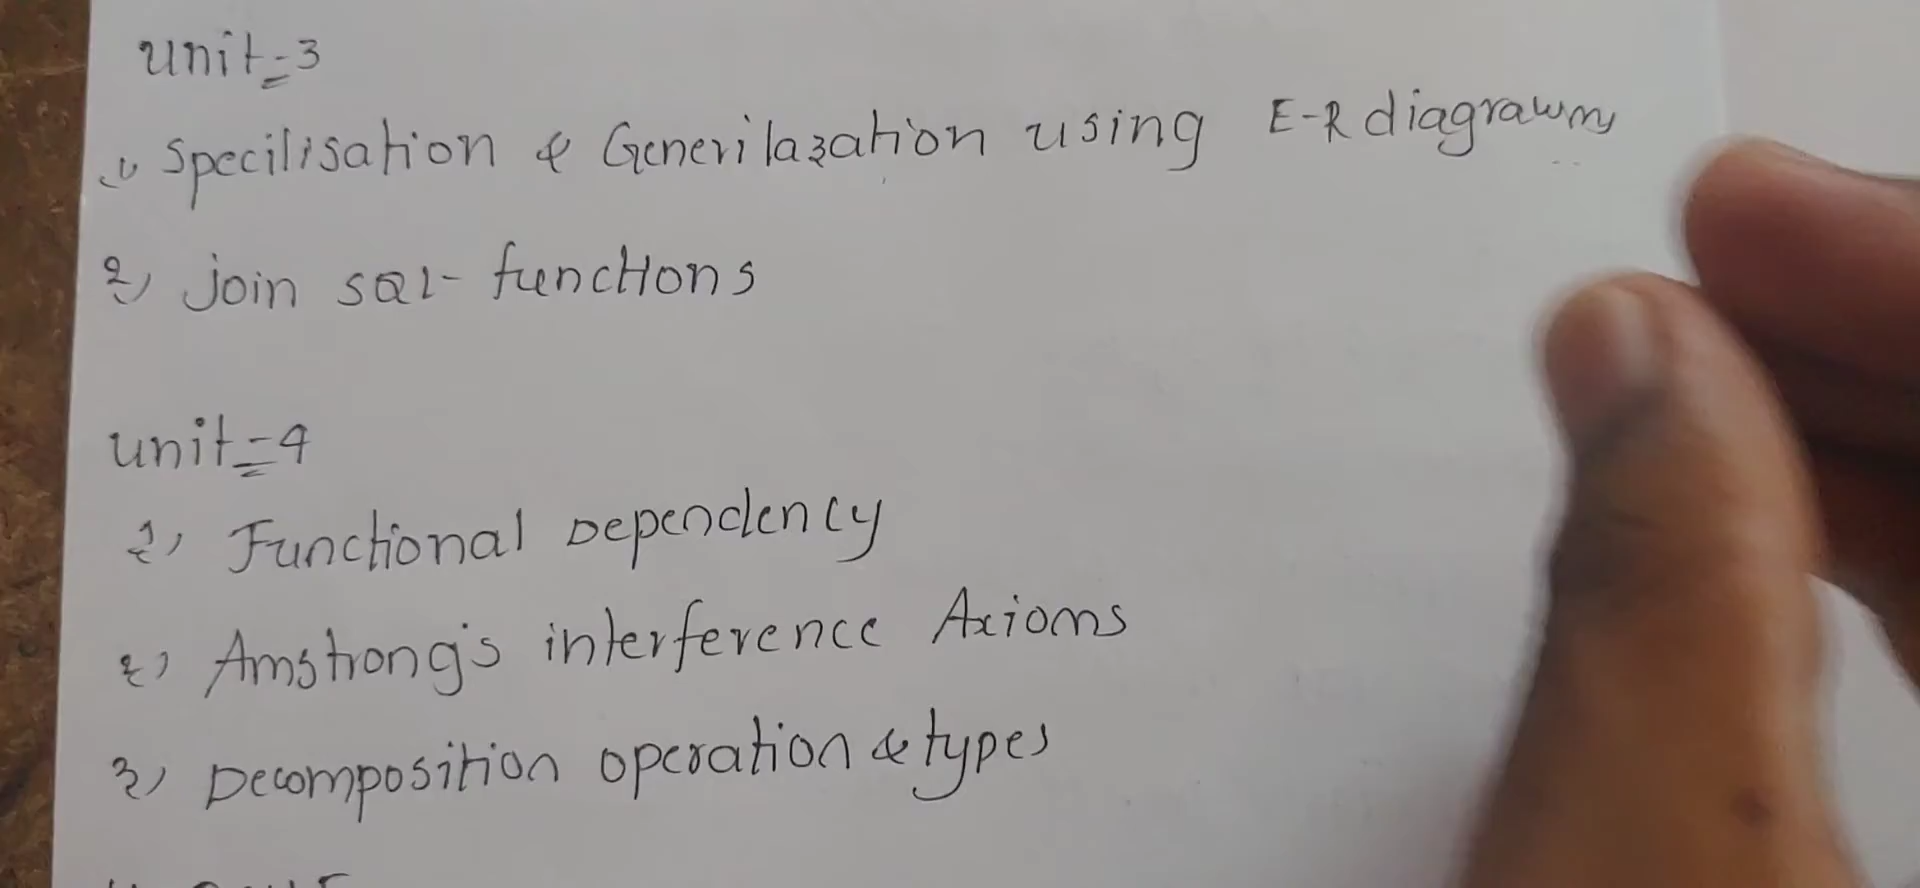 unit-3
1) Specilisation & Generilazation using E-R diagrawm
2) join SQL functions
unit-4
1) Functional Dependency
2) Amstrong's interference Axioms
3) Decomposition operation & types